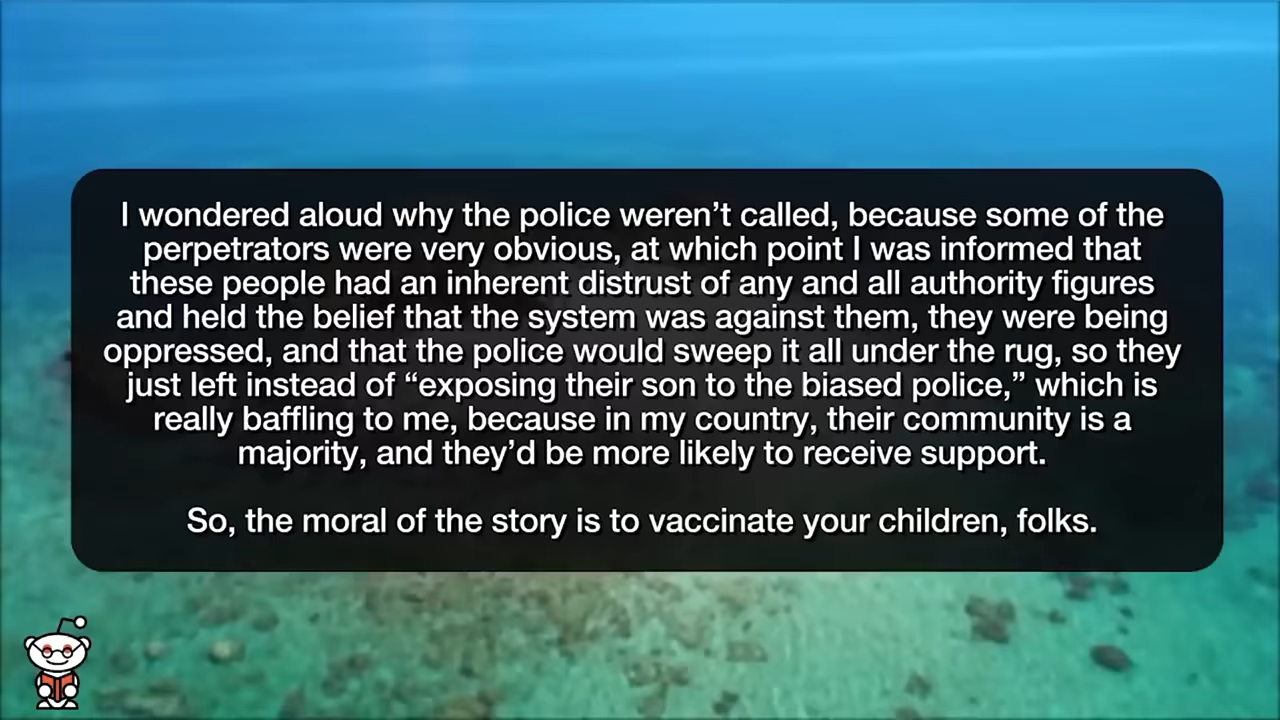 I wondered aloud why the police weren’t called, because some of the
perpetrators were very obvious, at which point I was informed that
these people had an inherent distrust of any and all authority figures
and held the belief that the system was against them, they were being
oppressed, and that the police would sweep it all under the rug, so they
just left instead of “exposing their son to the biased police,” which is
really baffling to me, because in my country, their community is a
majority, and they’d be more likely to receive support.
So, the moral of the story is to vaccinate your children, folks.